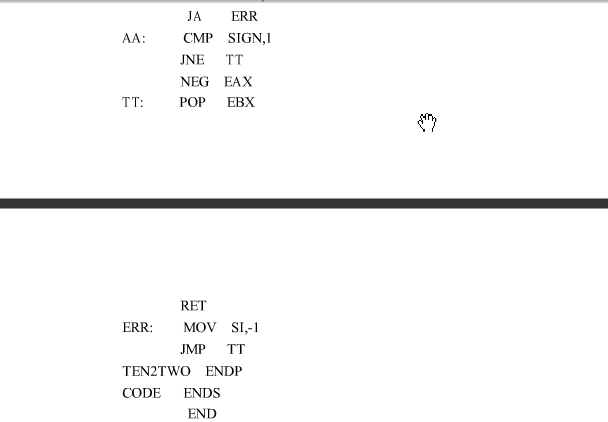 JA ERR
AA: CMP SIGN,1
JNE TT
NEG EAX
TT: POP EBX
RET
ERR: MOV SI,-1
JMP TT
TEN2TWO ENDP
CODE ENDS
END